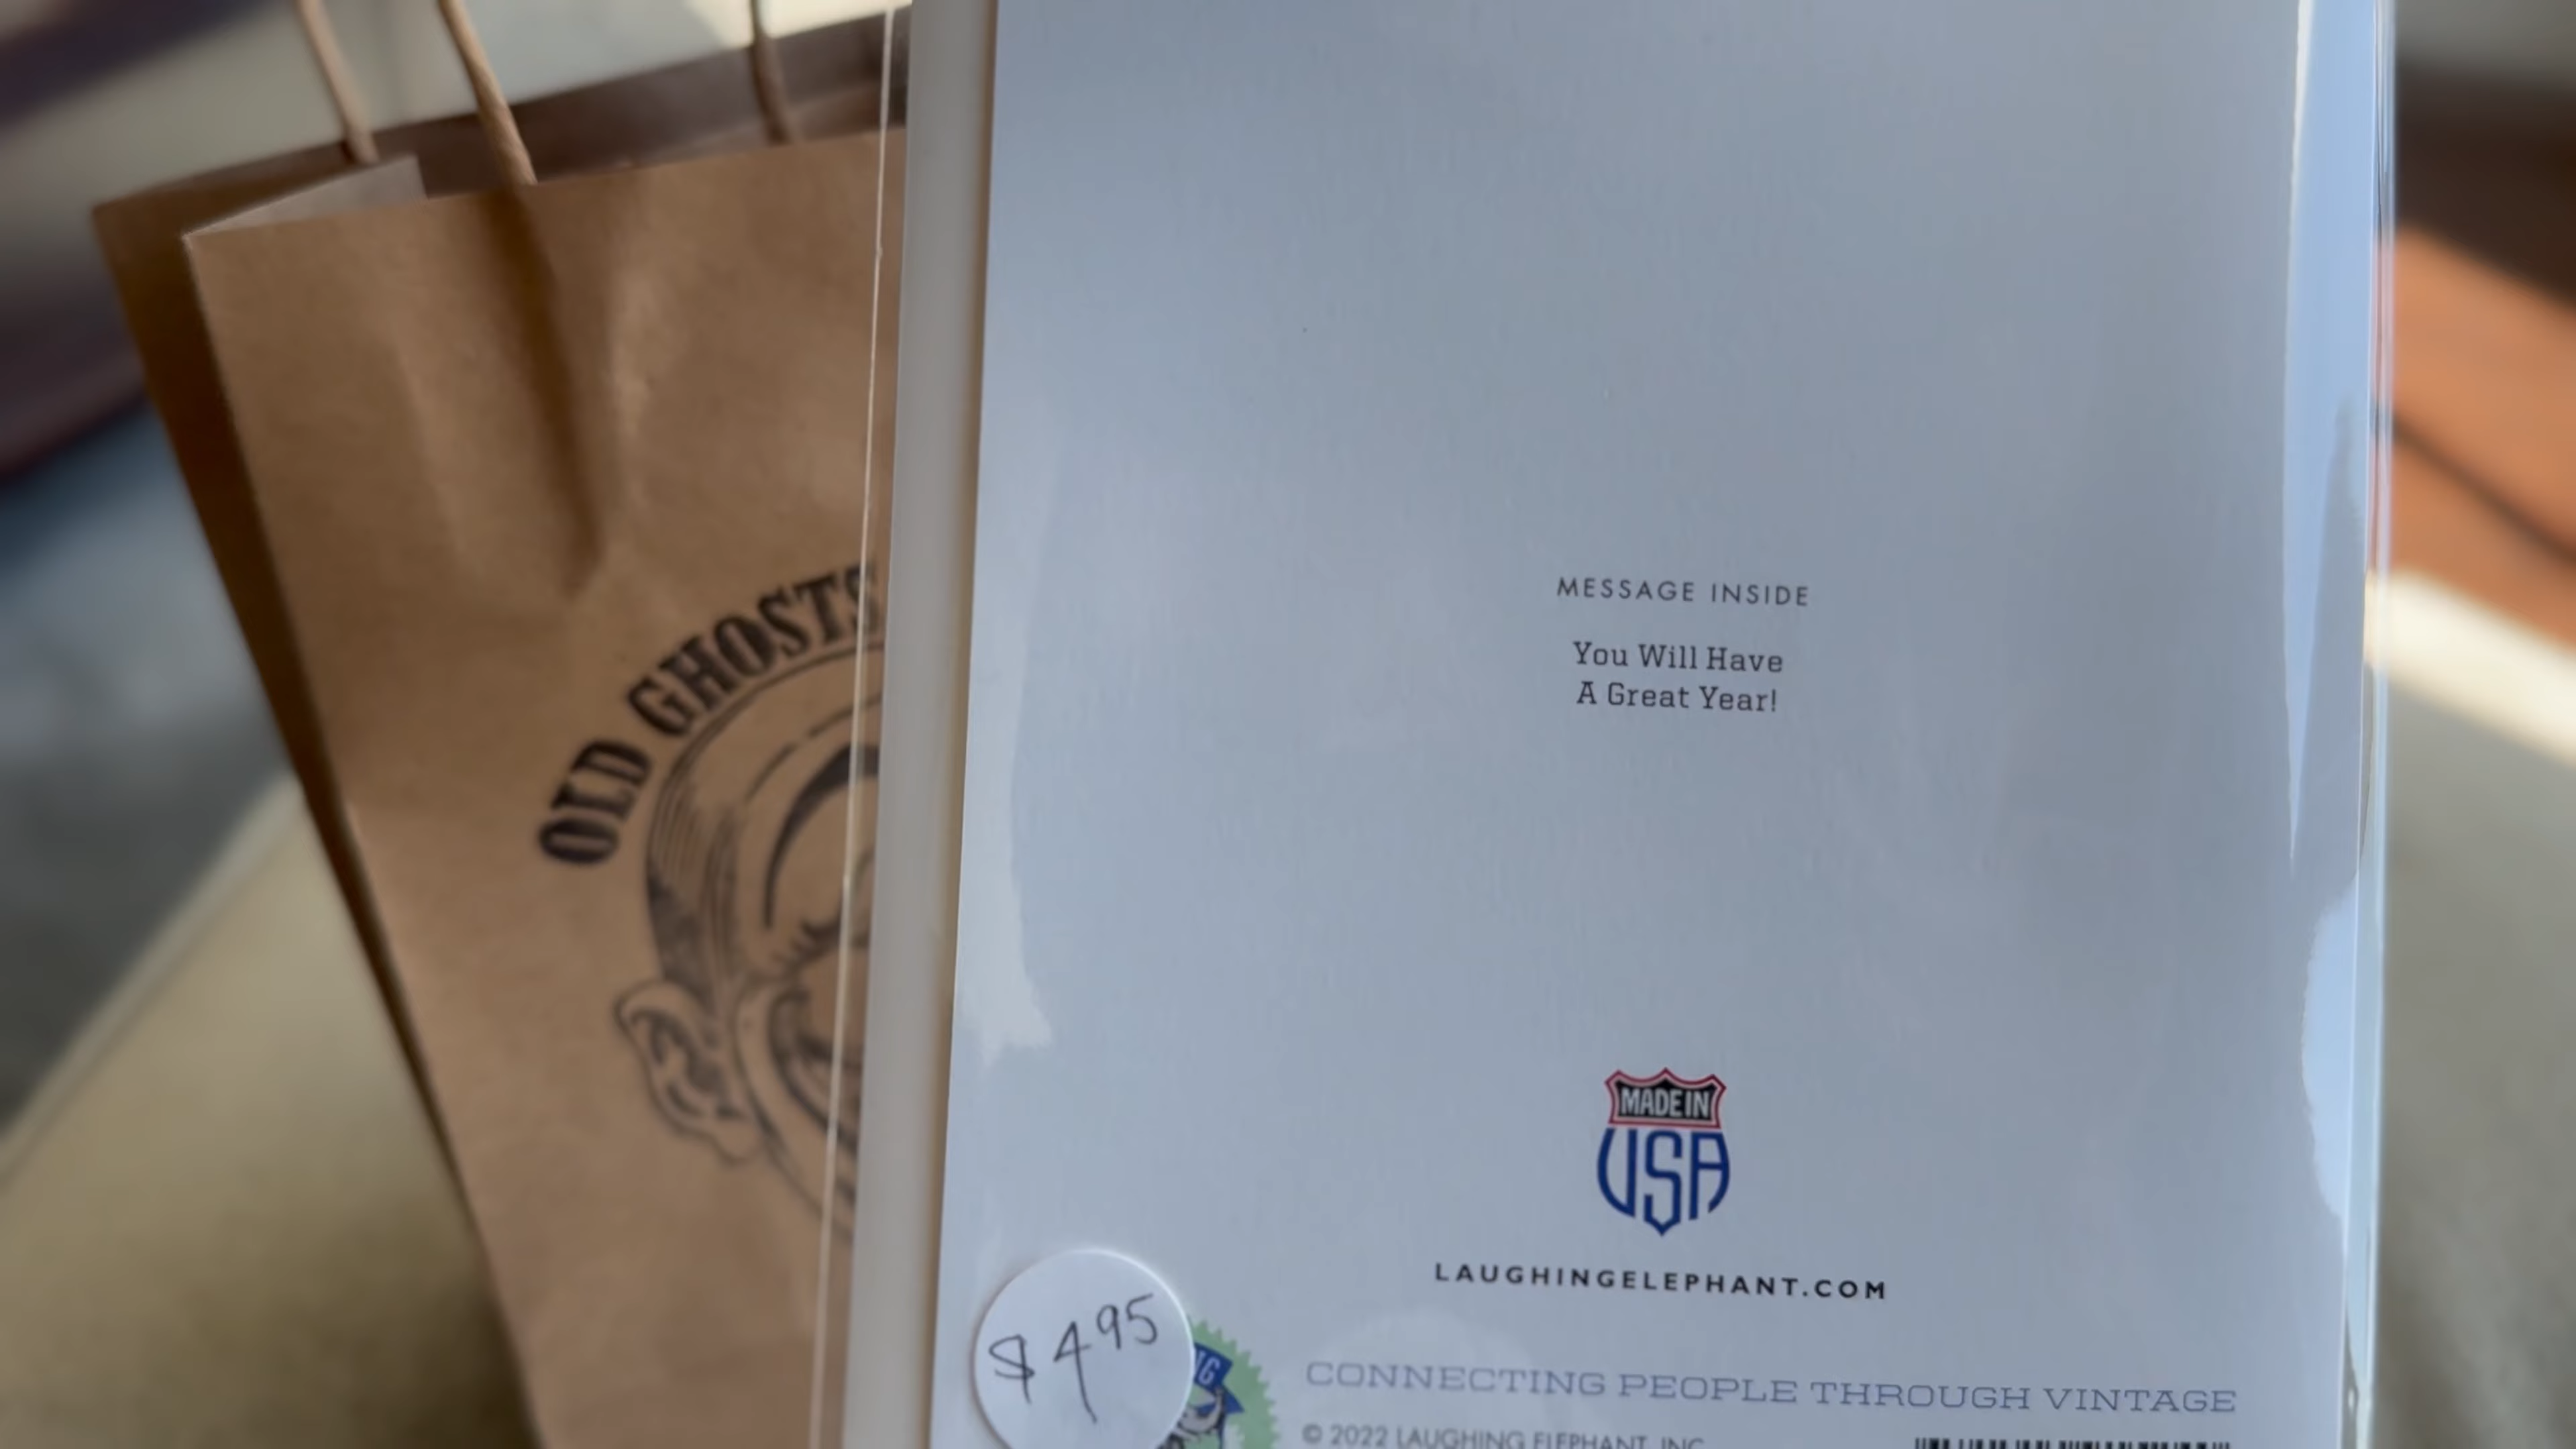 OLD GHOSTS
MESSAGE INSIDE
You Will Have
A Great Year!
MADE IN
USA
LAUGHINGELEPHANT.COM
$4.95
CONNECTING PEOPLE THROUGH VINTAGE
© 2022 LAUGHING ELEPHANT, INC.